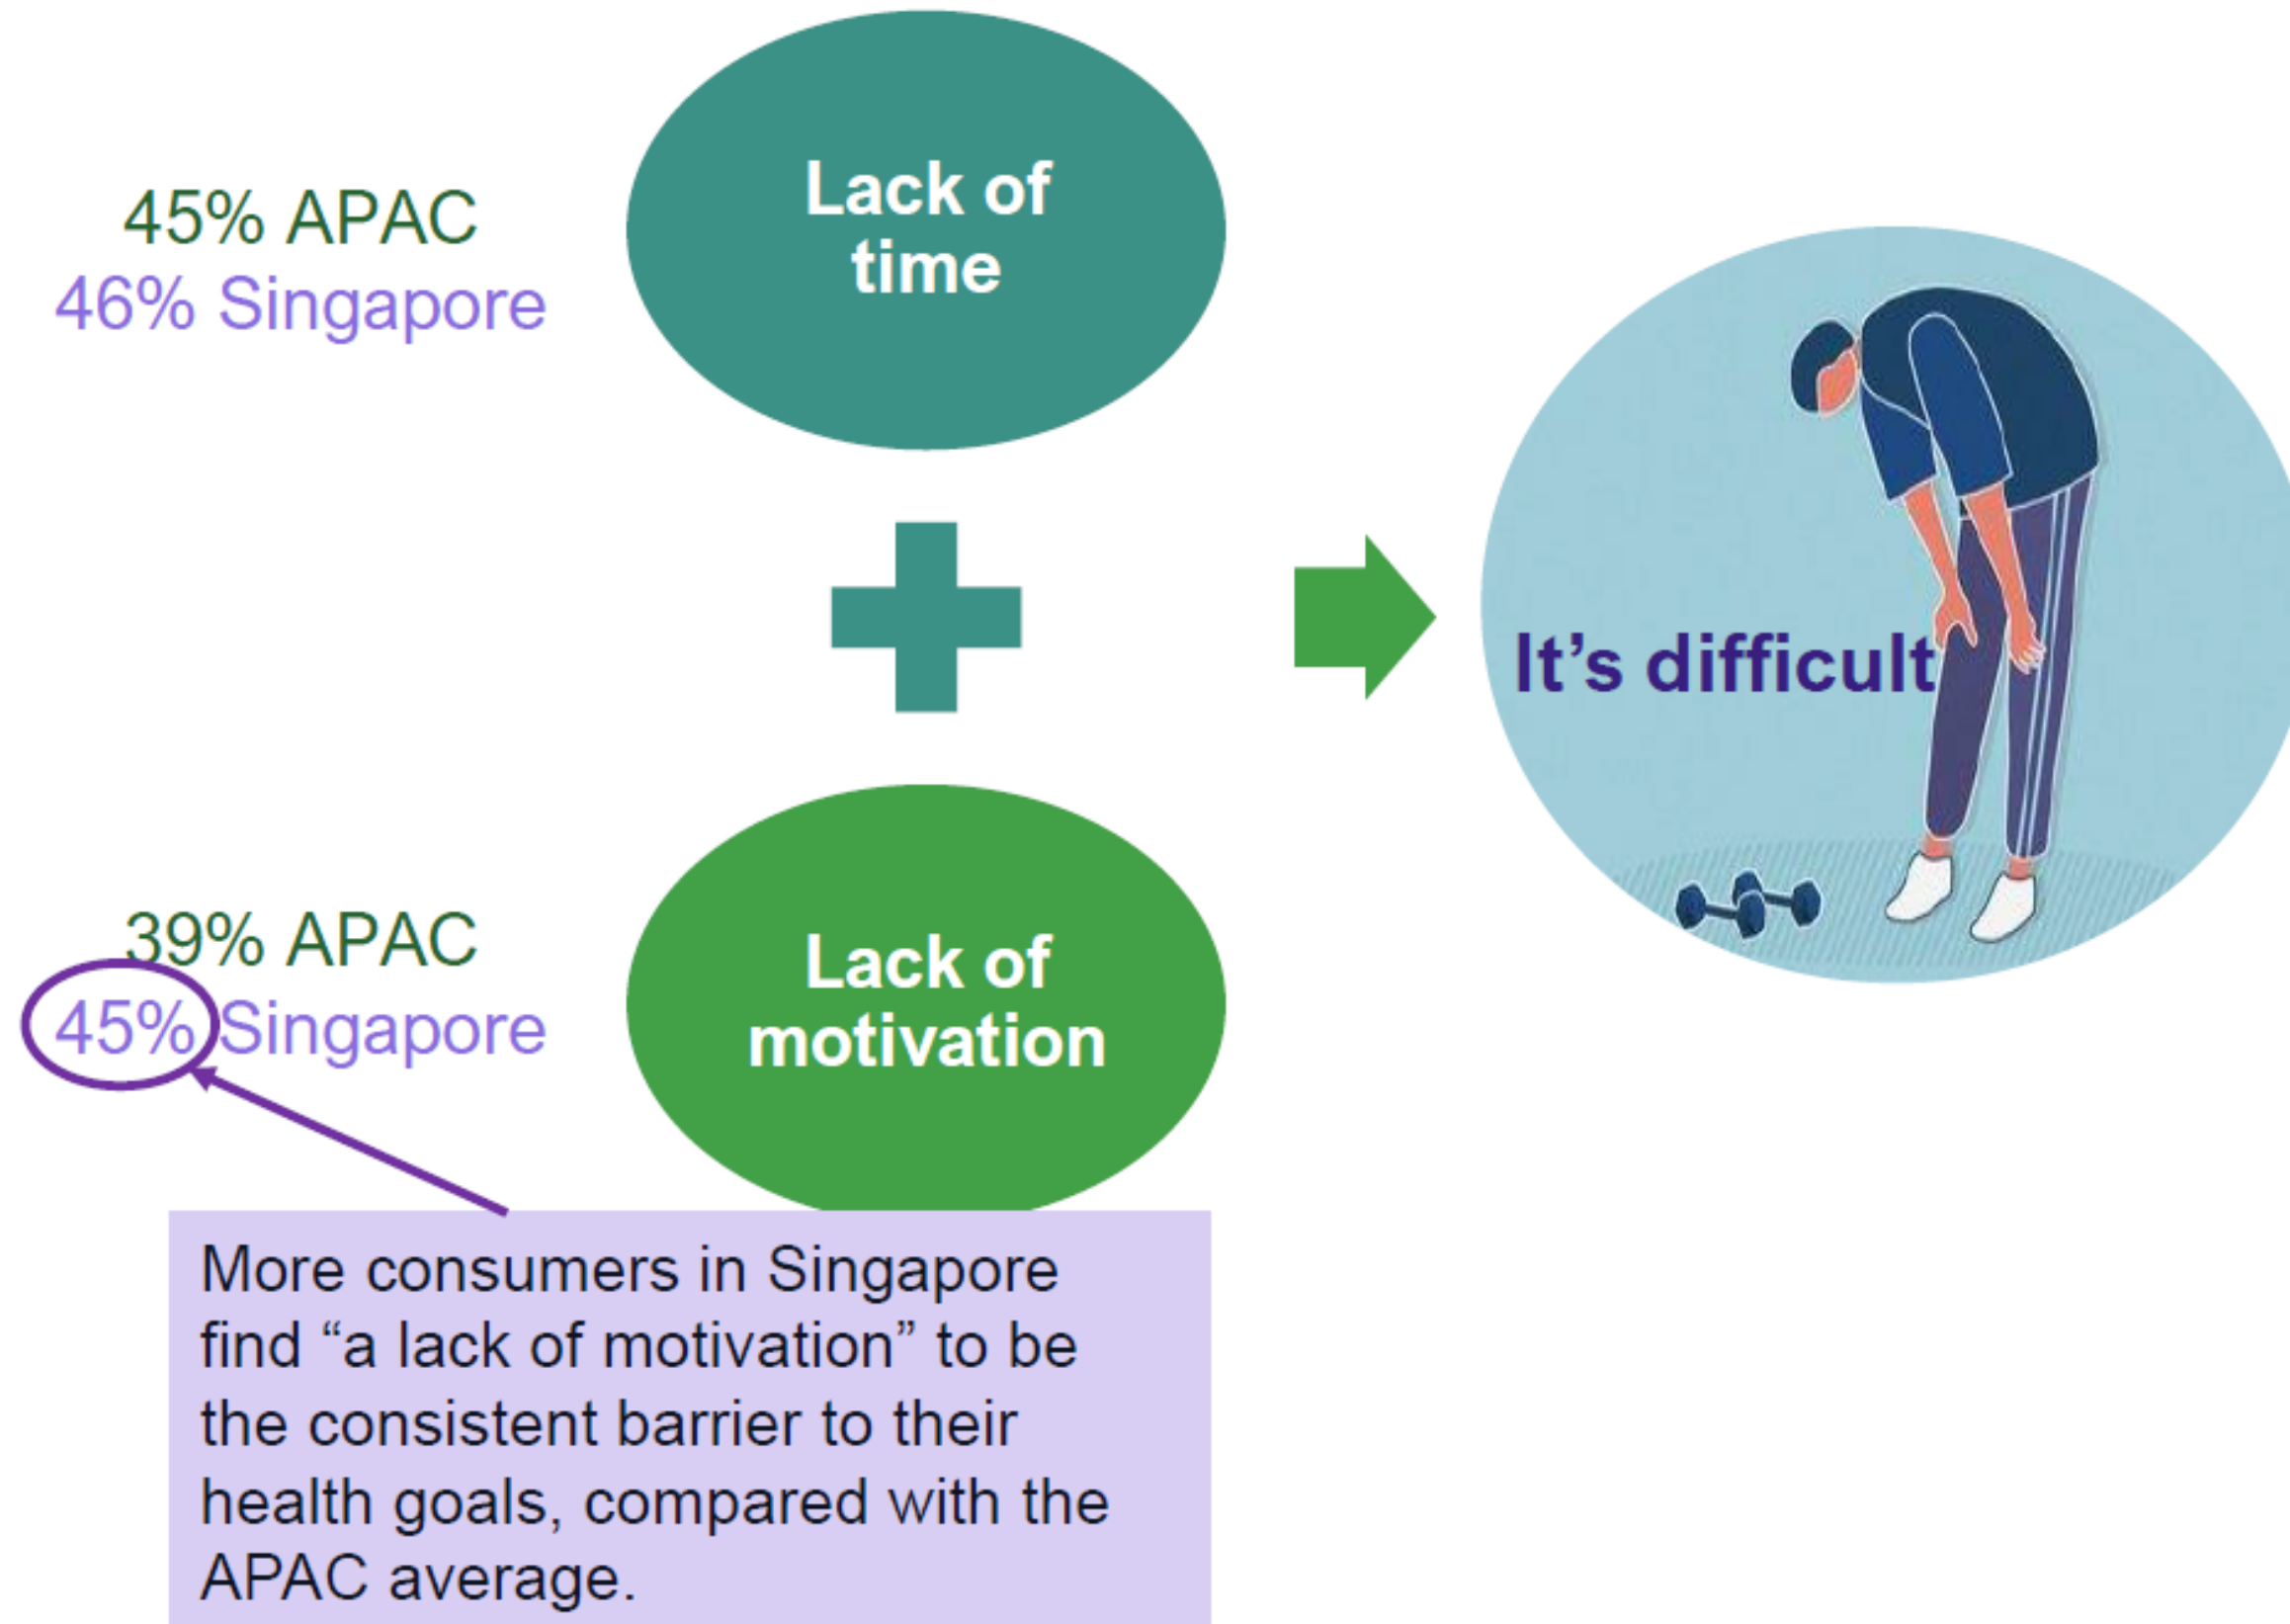 45% APAC
46% Singapore
Lack of
time
It’s difficult
39% APAC
45% Singapore
Lack of
motivation
More consumers in Singapore
find “a lack of motivation” to be
the consistent barrier to their
health goals, compared with the
APAC average.